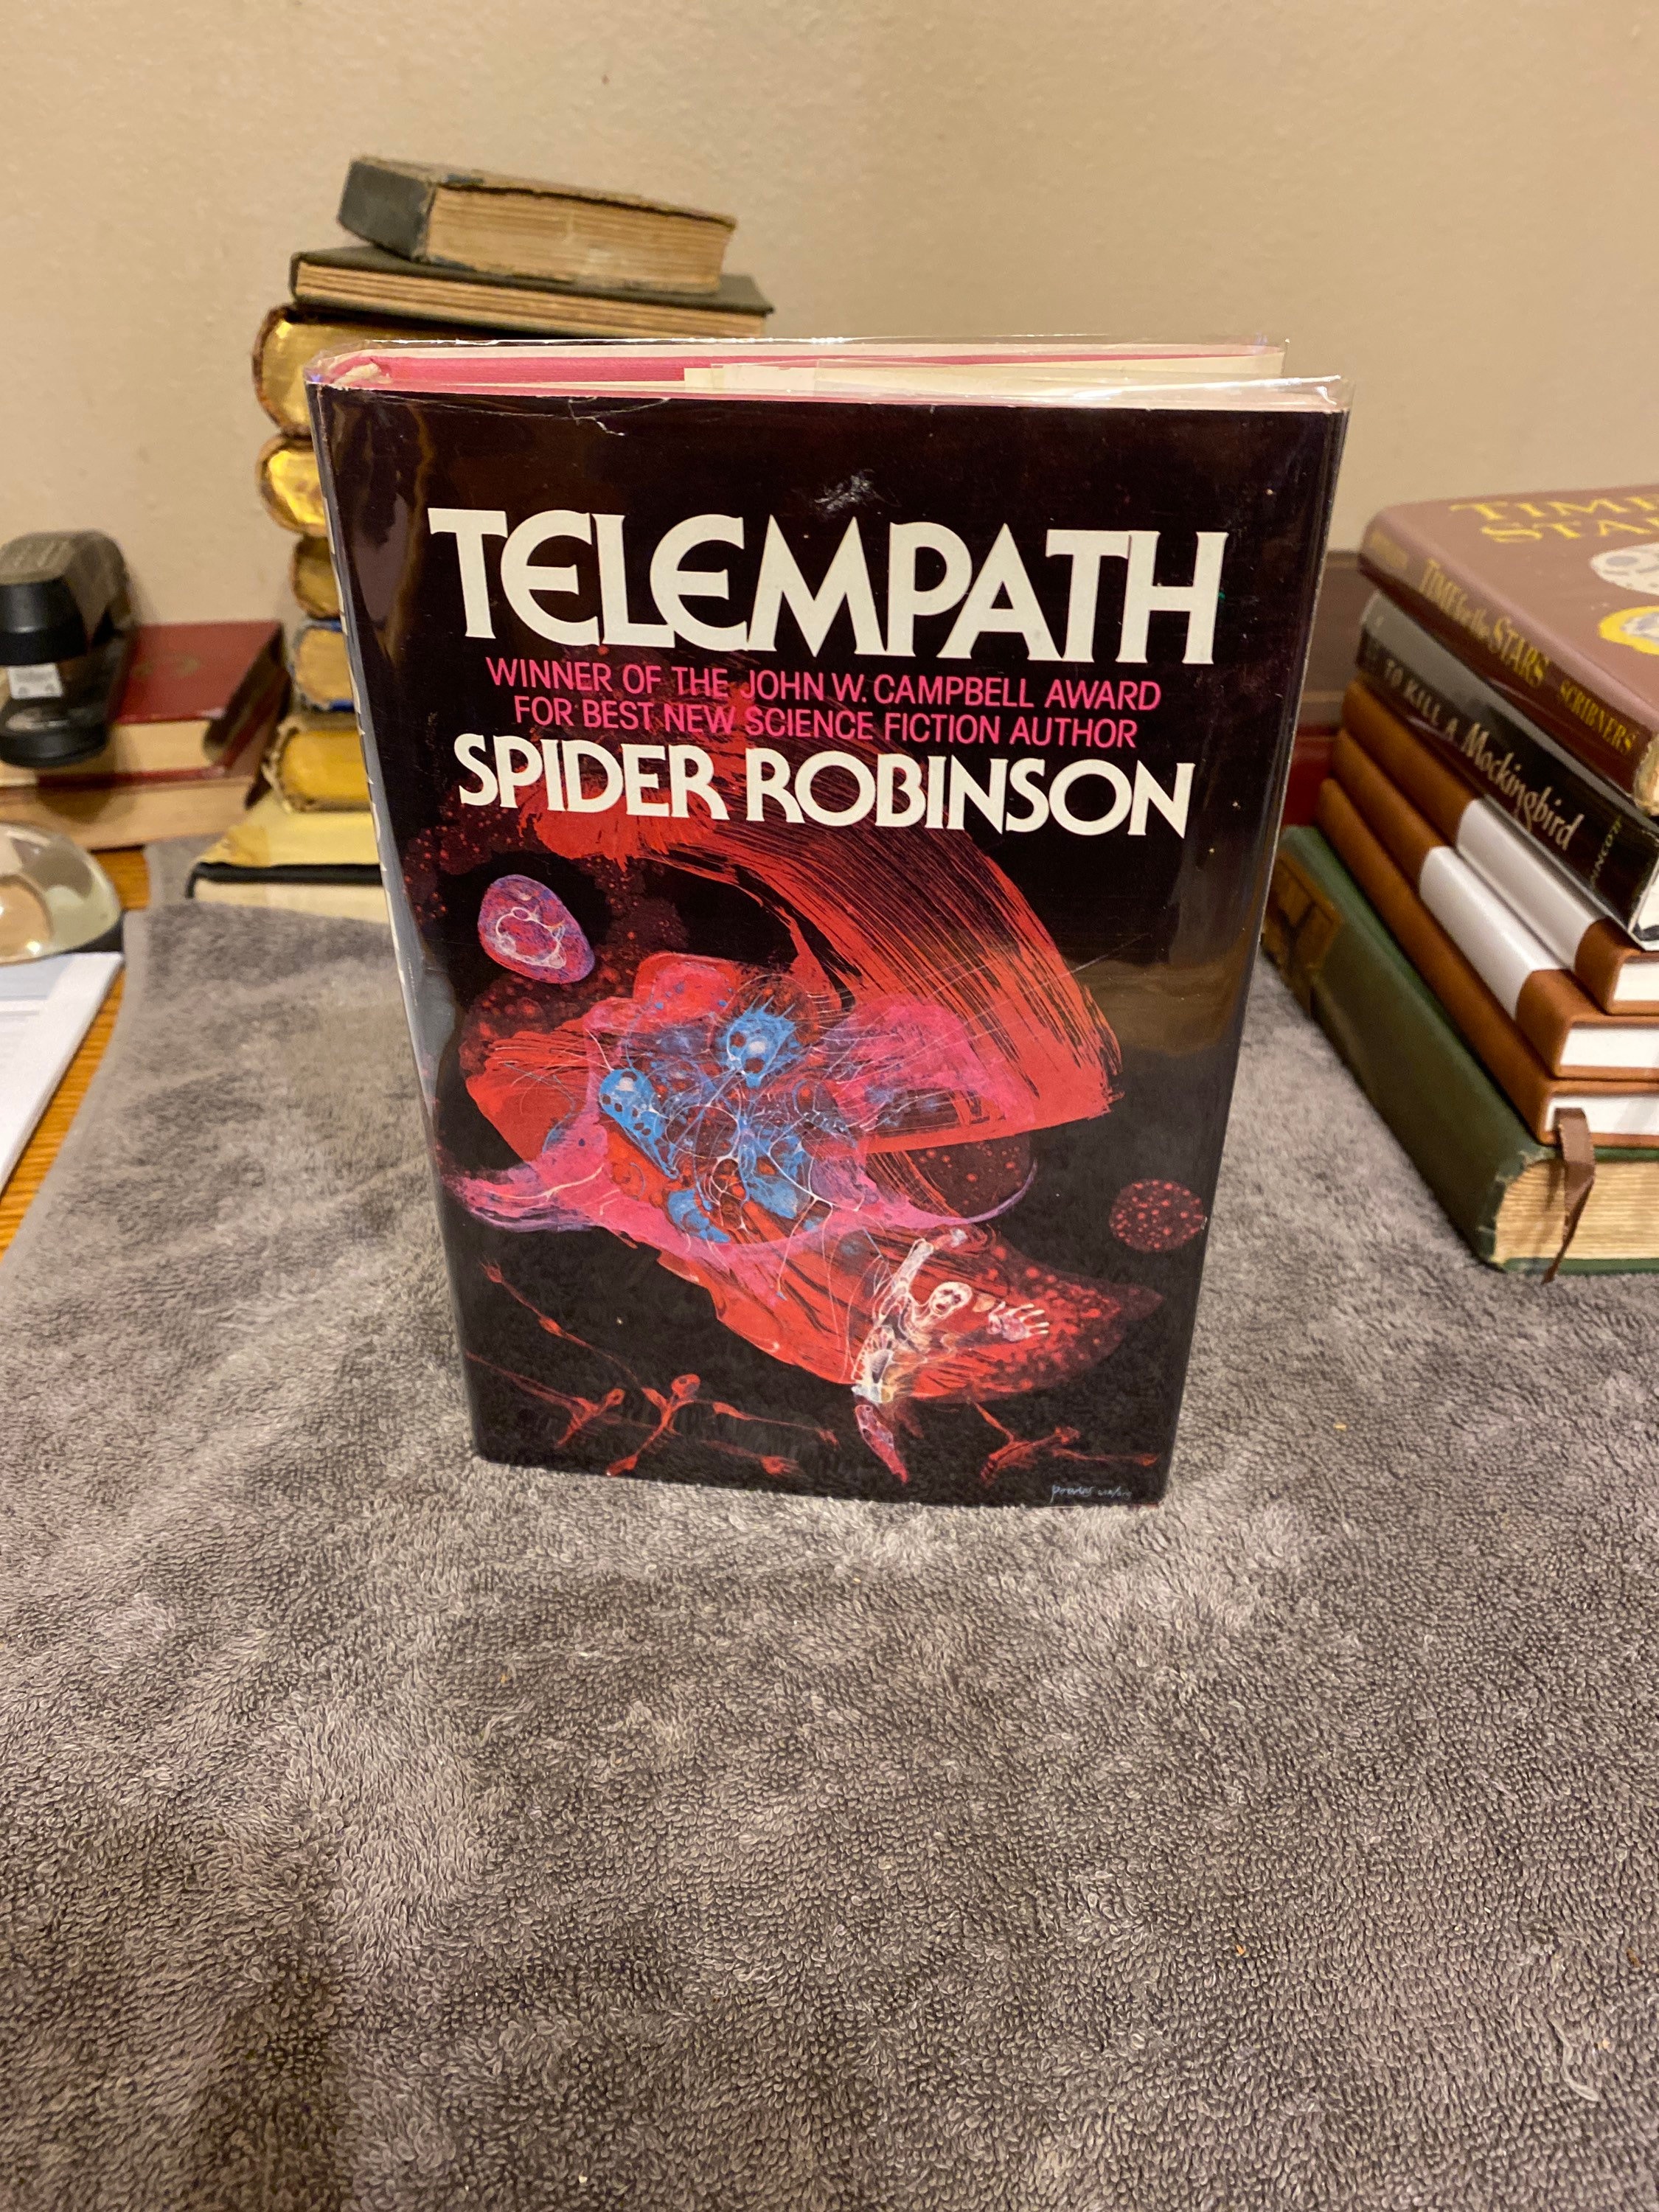 TELEMPATH
WINNER OF THE JOHN W. CAMPBELL AWARD
FOR BEST NEW SCIENCE FICTION AUTHOR
SPIDER ROBINSON
TIME for the STARS SCRIBNERS
TO KILL A Mockingbird